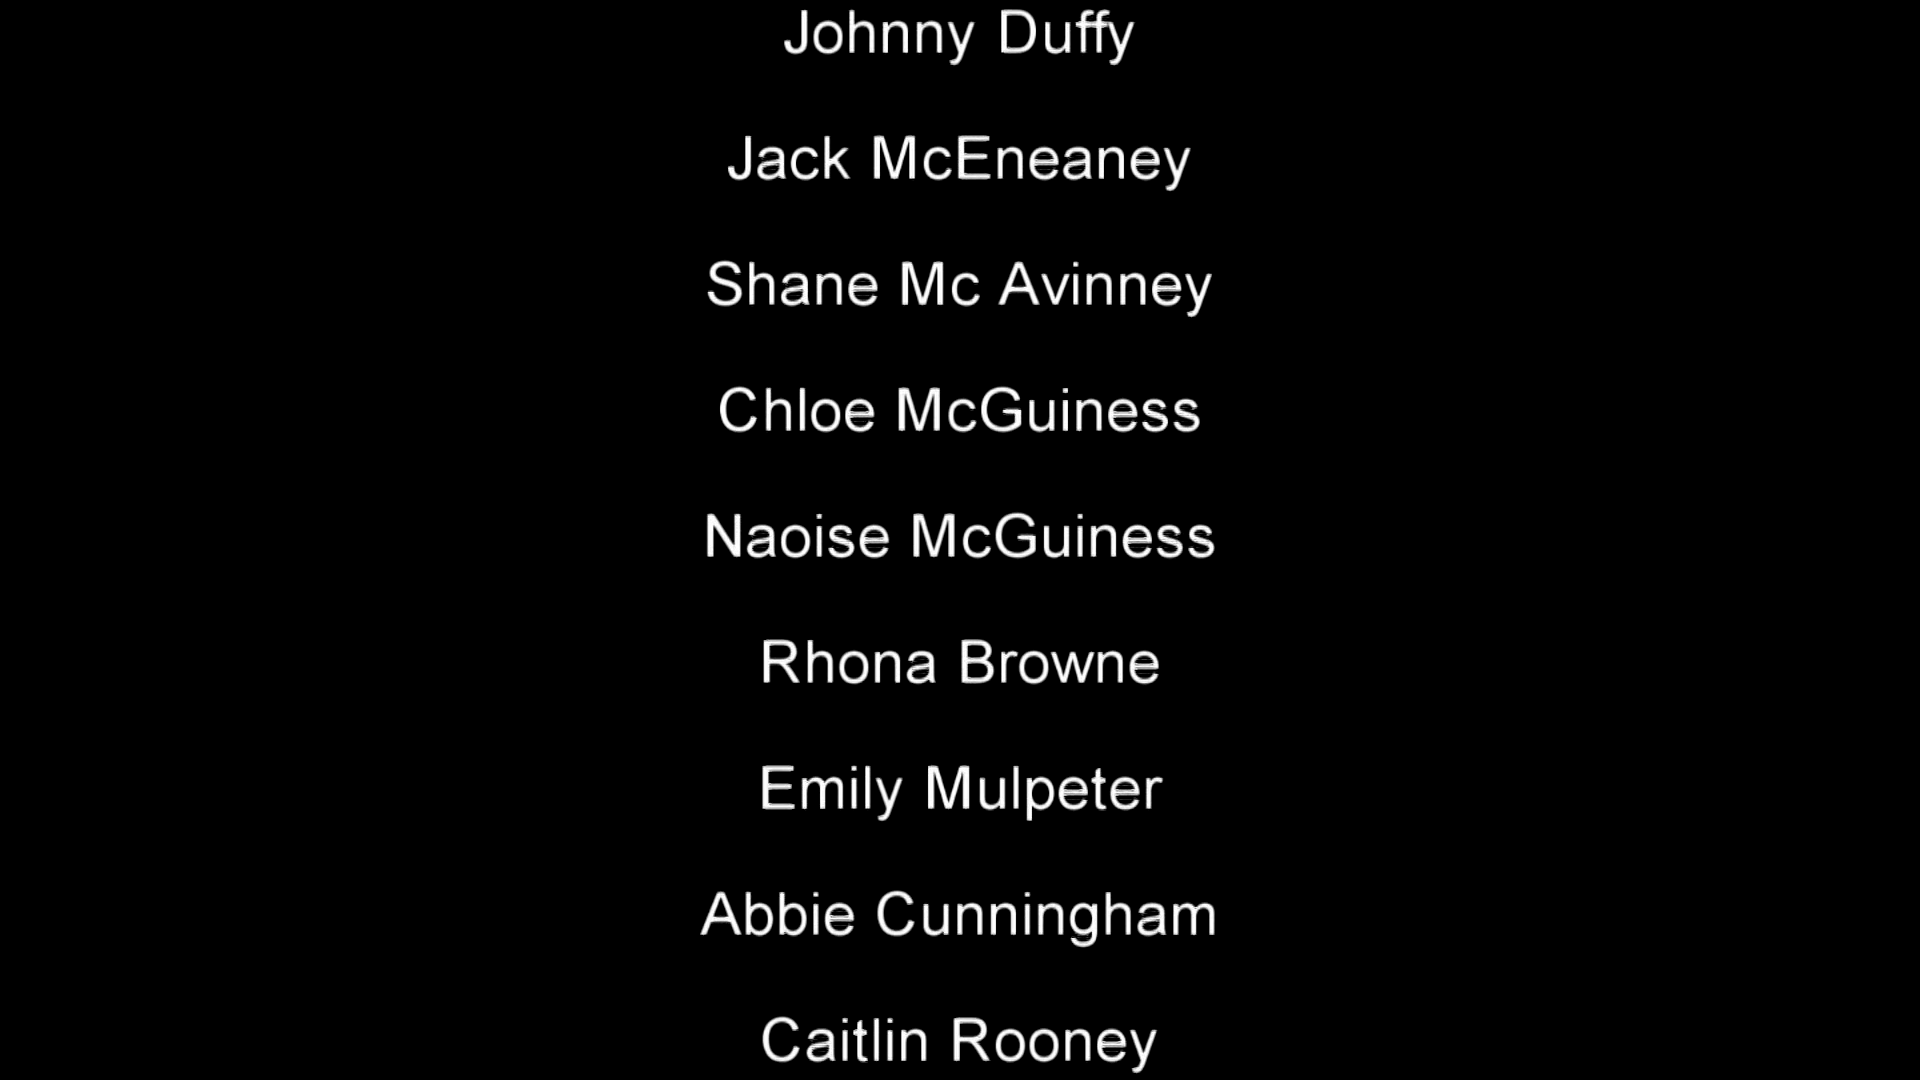 Johnny Duffy
Jack McEneaney
Shane Mc Avinney
Chloe McGuiness
Naoise McGuiness
Rhona Browne
Emily Mulpeter
Abbie Cunningham
Caitlin Rooney